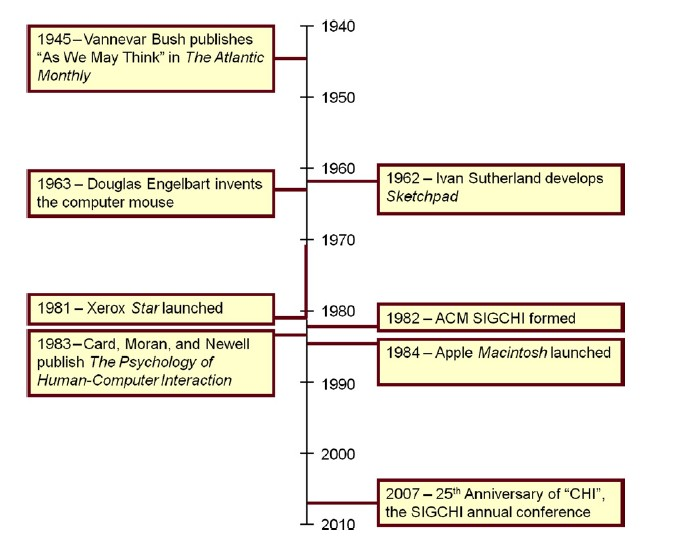 1940
1945–Vannevar Bush publishes
“As We May Think” in The Atlantic
Monthly
1950
1960
1962 – Ivan Sutherland develops
Sketchpad
1963 – Douglas Engelbart invents
the computer mouse
1970
1980
1981 – Xerox Star launched
1982 – ACM SIGCHI formed
1983–Card, Moran, and Newell
publish The Psychology of
Human-Computer Interaction
1984 – Apple Macintosh launched
1990
2000
2007 – 25th Anniversary of “CHI”,
the SIGCHI annual conference
2010